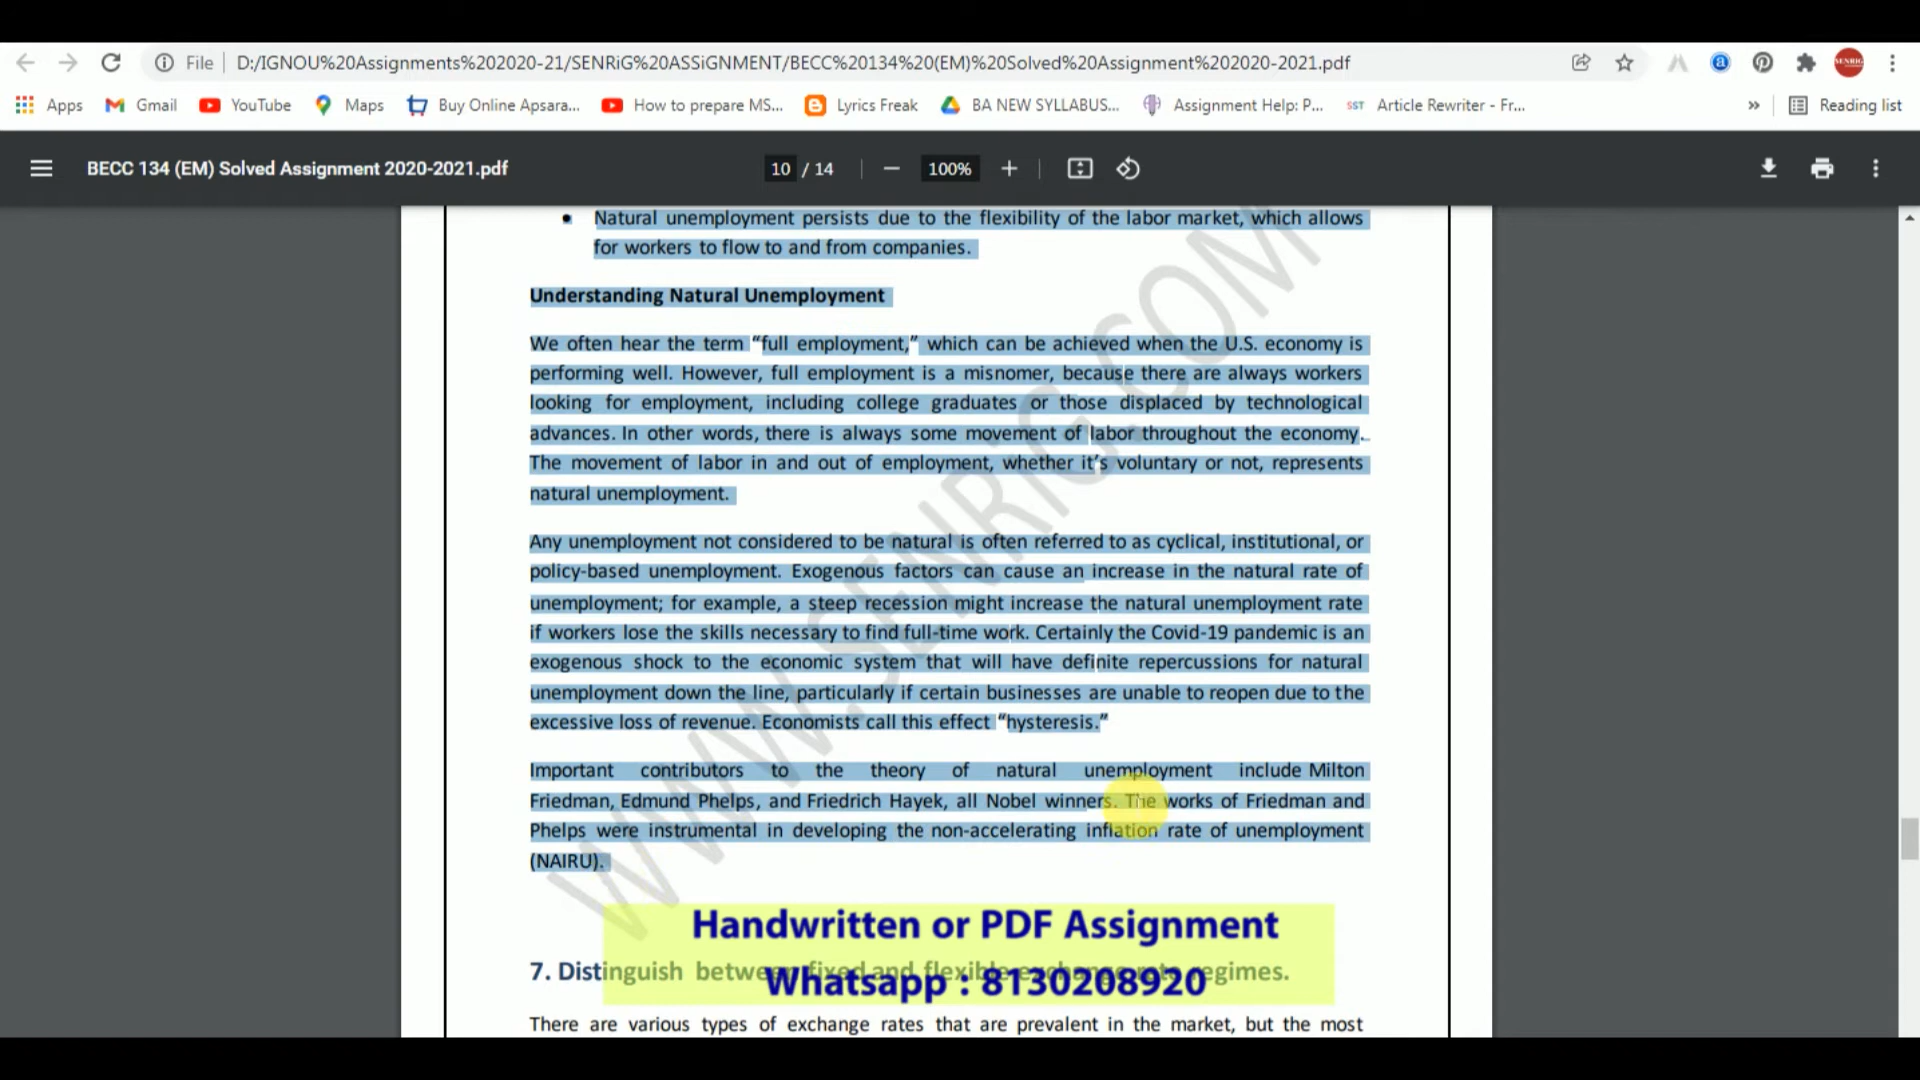 File
D:/IGNOU%20Assignments%202020-21/SENRiG%20ASSiGNMENT/BECC%20134%20(EM)%20Solved%20Assignment%202020-2021.pdf
SENRIG
Apps
Gmail
YouTube
Maps
Buy Online Apsara...
How to prepare MS...
Lyrics Freak
BA NEW SYLLABUS...
Assignment Help: P...
SST
Article Rewriter - Fr...
»
Reading list
BECC 134 (EM) Solved Assignment 2020-2021.pdf
10 / 14
100%
• Natural unemployment persists due to the flexibility of the labor market, which allows
for workers to flow to and from companies.
Understanding Natural Unemployment
We often hear the term “full employment,” which can be achieved when the U.S. economy is
performing well. However, full employment is a misnomer, because there are always workers
looking for employment, including college graduates or those displaced by technological
advances. In other words, there is always some movement of labor throughout the economy.
The movement of labor in and out of employment, whether it’s voluntary or not, represents
natural unemployment.
Any unemployment not considered to be natural is often referred to as cyclical, institutional, or
policy-based unemployment. Exogenous factors can cause an increase in the natural rate of
unemployment; for example, a steep recession might increase the natural unemployment rate
if workers lose the skills necessary to find full-time work. Certainly the Covid-19 pandemic is an
exogenous shock to the economic system that will have definite repercussions for natural
unemployment down the line, particularly if certain businesses are unable to reopen due to the
excessive loss of revenue. Economists call this effect “hysteresis.”
Important contributors to the theory of natural unemployment include Milton
Friedman, Edmund Phelps, and Friedrich Hayek, all Nobel winners. The works of Friedman and
Phelps were instrumental in developing the non-accelerating inflation rate of unemployment
(NAIRU).
WWW.SENRiG.COM
Handwritten or PDF Assignment
7. Distinguish between fixed and flexible exchange rate regimes.
Whatsapp : 8130208920
There are various types of exchange rates that are prevalent in the market, but the most